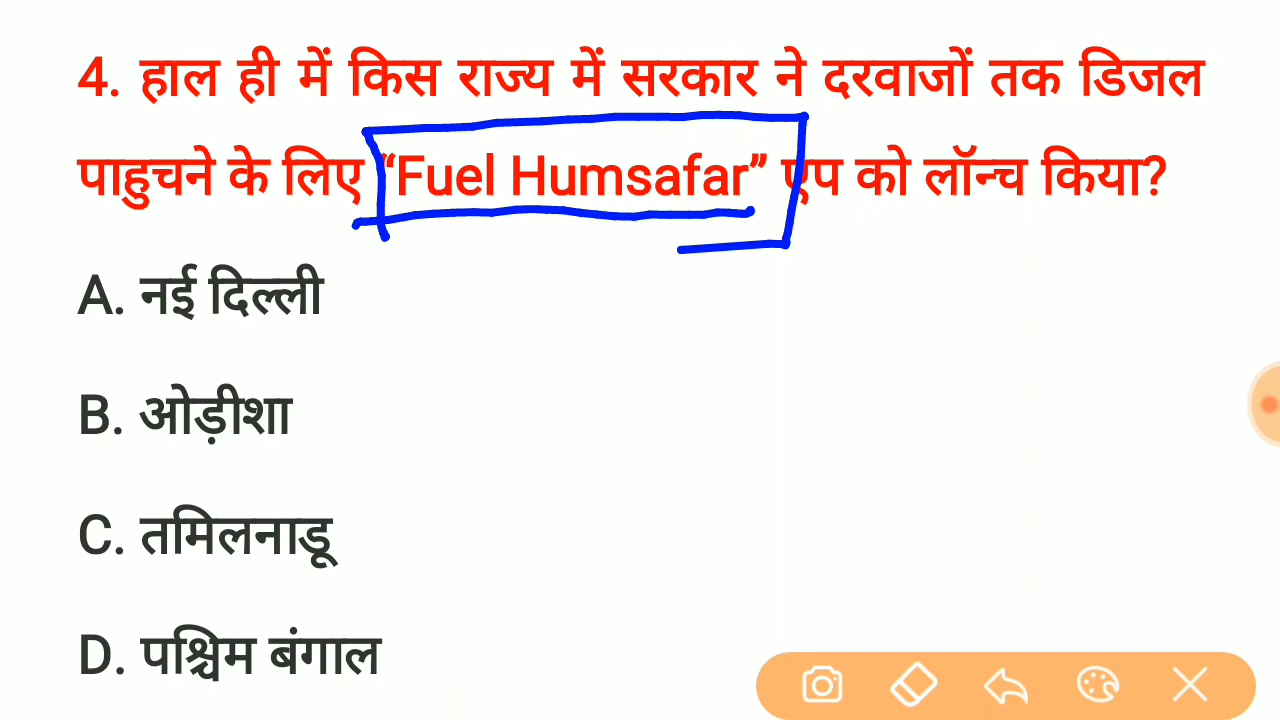 4. हाल ही में किस राज्य में सरकार ने दरवाजों तक डिजल
पाहुचने के लिए “Fuel Humsafar” एप को लॉन्च किया?
A. नई दिल्ली
B. ओड़ीशा
C. तमिलनाडू
D. पश्चिम बंगाल